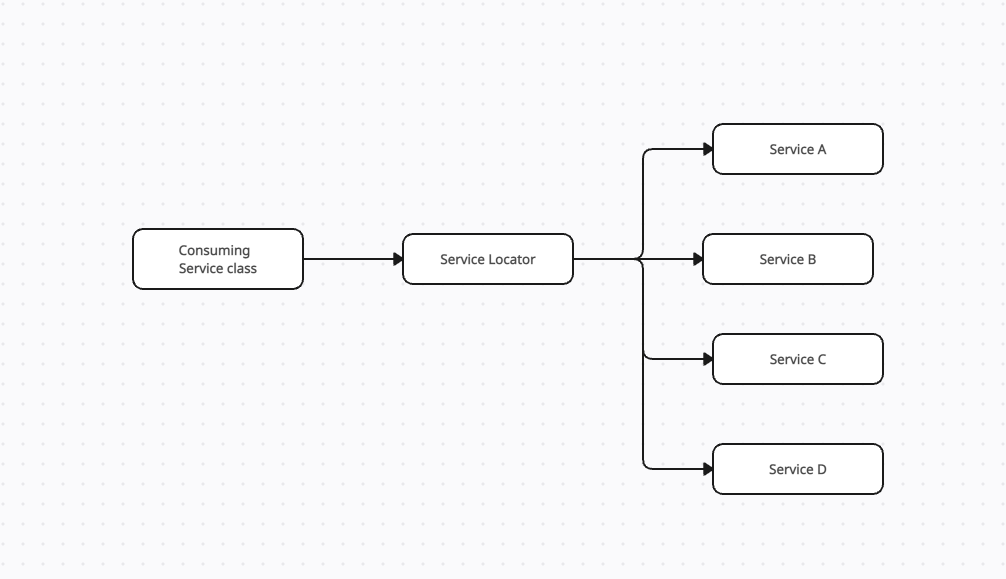 Consuming
Service class
Service Locator
Service A
Service B
Service C
Service D